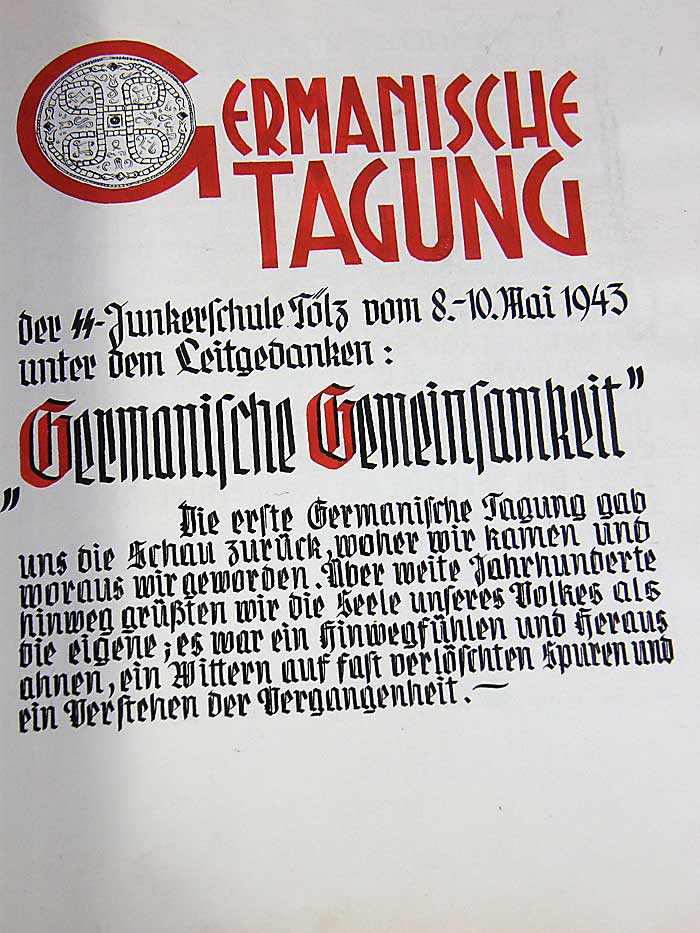 GERMANISCHE
TAGUNG
der SS-Junkerschule Tölz vom 8.-10. Mai 1943
unter dem Leitgedanken:
„Germanische Gemeinsamkeit”
Die erste Germanische Tagung gab
uns die Schau zurück, woher wir kamen und
woraus wir geworden. Über weite Jahrhunderte
hinweg grüßten wir die Seele unseres Volkes als
die eigene; es war ein Hinwegfühlen und Heraus
ahnen, ein Wittern auf fast verlöschten Spuren und
ein Verstehen der Vergangenheit. —